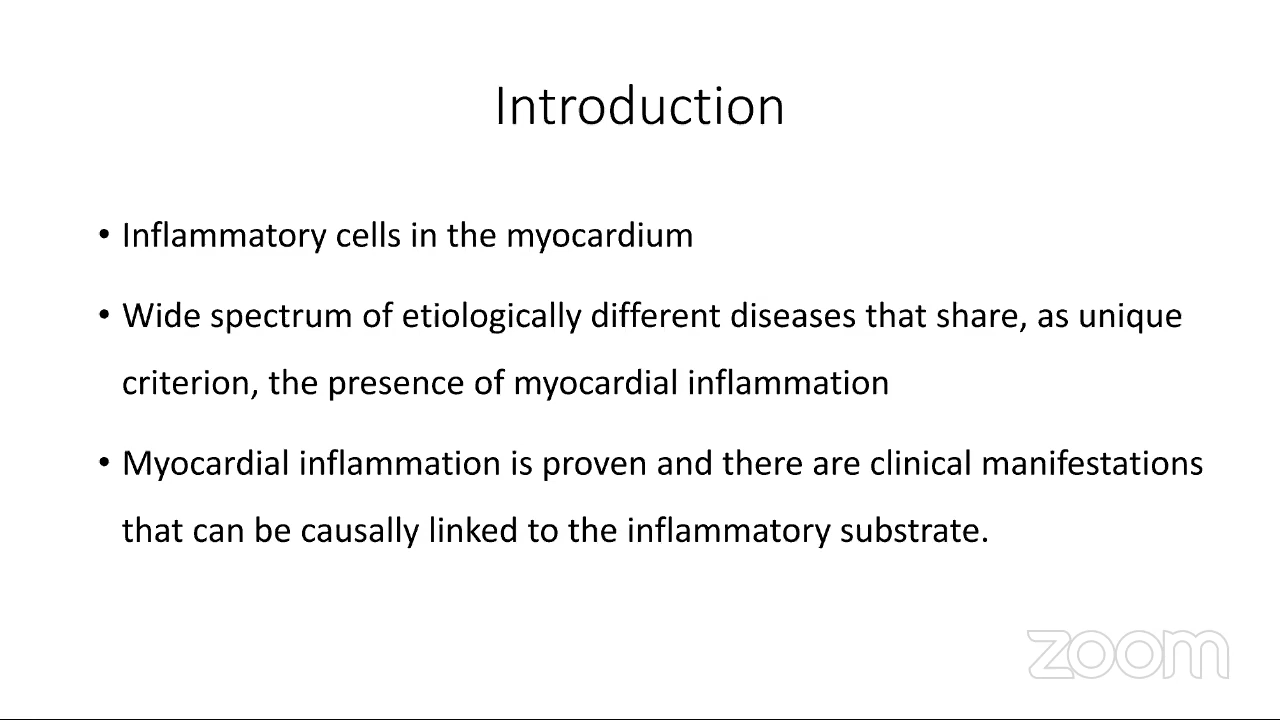 Introduction
• Inflammatory cells in the myocardium
• Wide spectrum of etiologically different diseases that share, as unique
criterion, the presence of myocardial inflammation
• Myocardial inflammation is proven and there are clinical manifestations
that can be causally linked to the inflammatory substrate.
zoom